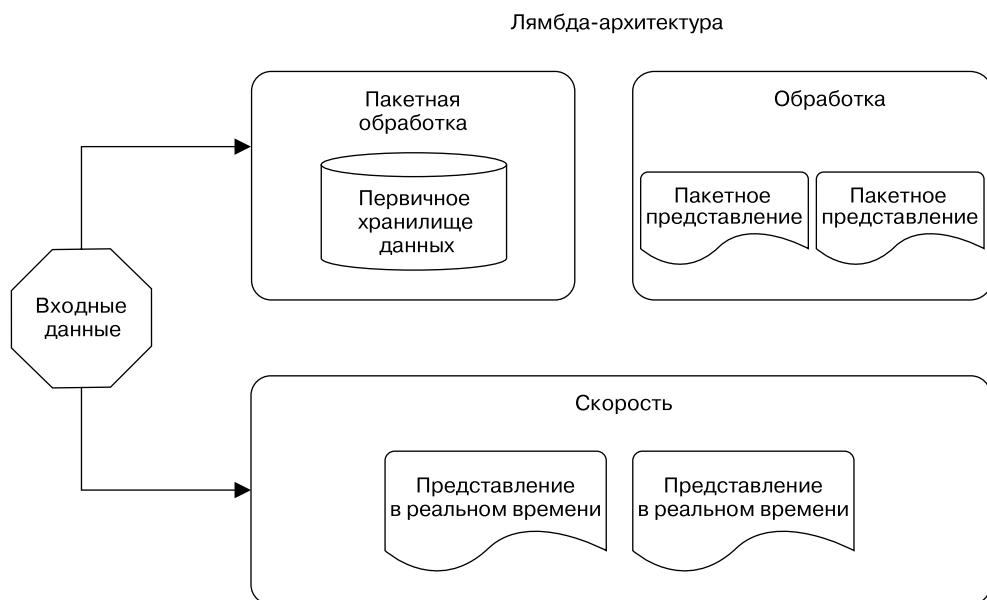 Лямбда-архитектура
Пакетная
обработка
Первичное
хранилище
данных
Обработка
Пакетное
представление
Пакетное
представление
Входные
данные
Скорость
Представление
в реальном времени
Представление
в реальном времени